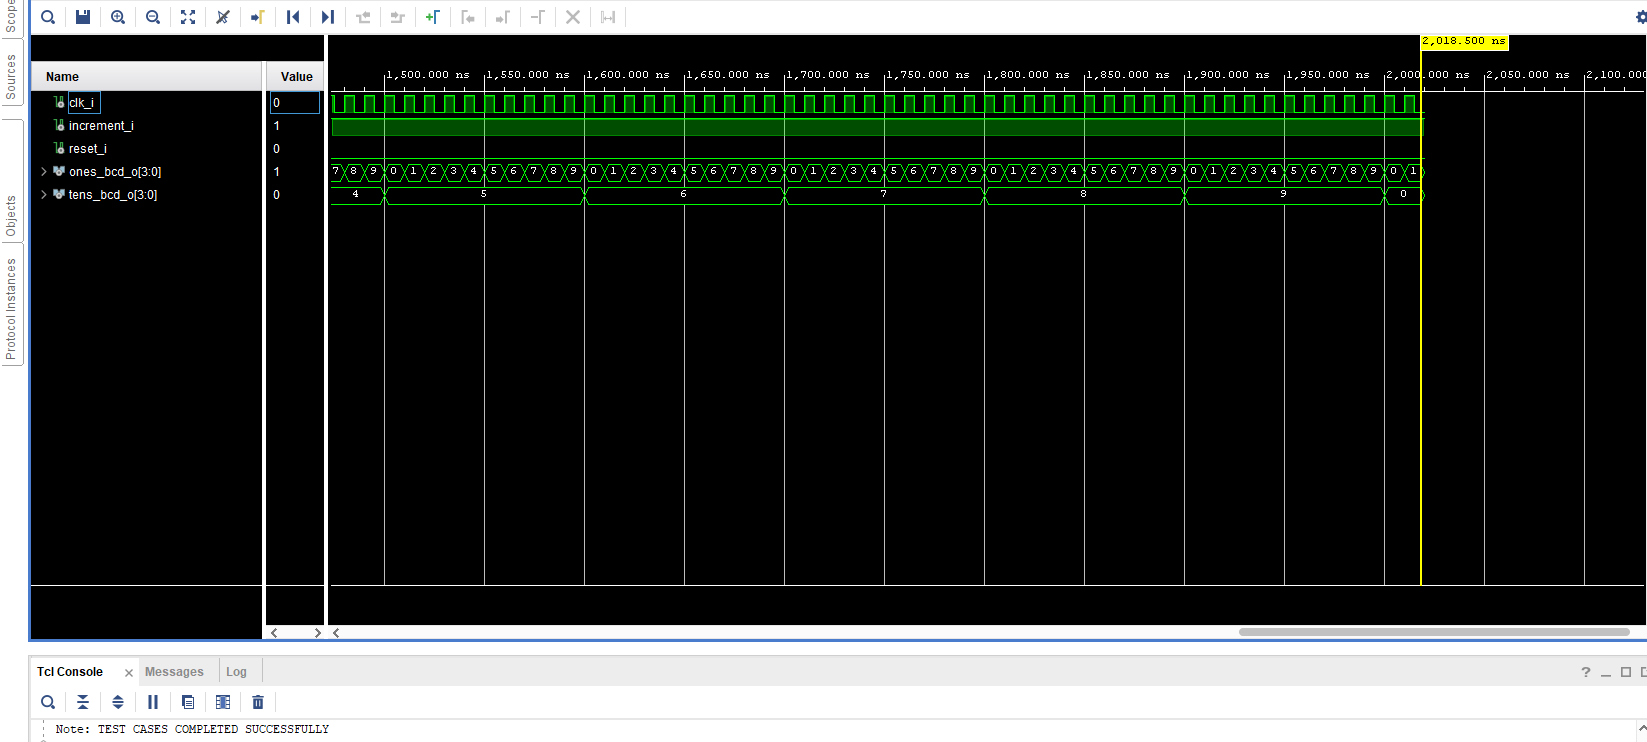 Scope
Sources
Objects
Protocol Instances
2,018.500 ns
Name Value
1,500.000 ns 1,550.000 ns 1,600.000 ns 1,650.000 ns 1,700.000 ns 1,750.000 ns 1,800.000 ns 1,850.000 ns 1,900.000 ns 1,950.000 ns 2,000.000 ns 2,050.000 ns 2,100.000
clk_i 0
increment_i 1
reset_i 0
ones_bcd_o[3:0] 1 7 8 9 0 1 2 3 4 5 6 7 8 9 0 1 2 3 4 5 6 7 8 9 0 1 2 3 4 5 6 7 8 9 0 1 2 3 4 5 6 7 8 9 0 1 2 3 4 5 6 7 8 9 0 1
tens_bcd_o[3:0] 0 4 5 6 7 8 9 0
Tcl Console × Messages Log ?
Note: TEST CASES COMPLETED SUCCESSFULLY